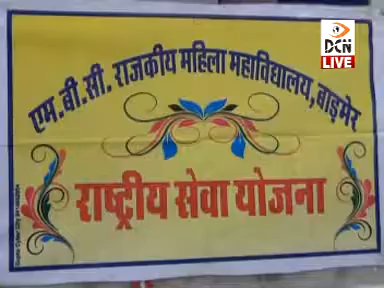 DCN
LIVE
एम.बी.सी. राजकीय महिला महाविद्यालय, बाड़मेर
राष्ट्रीय सेवा योजना